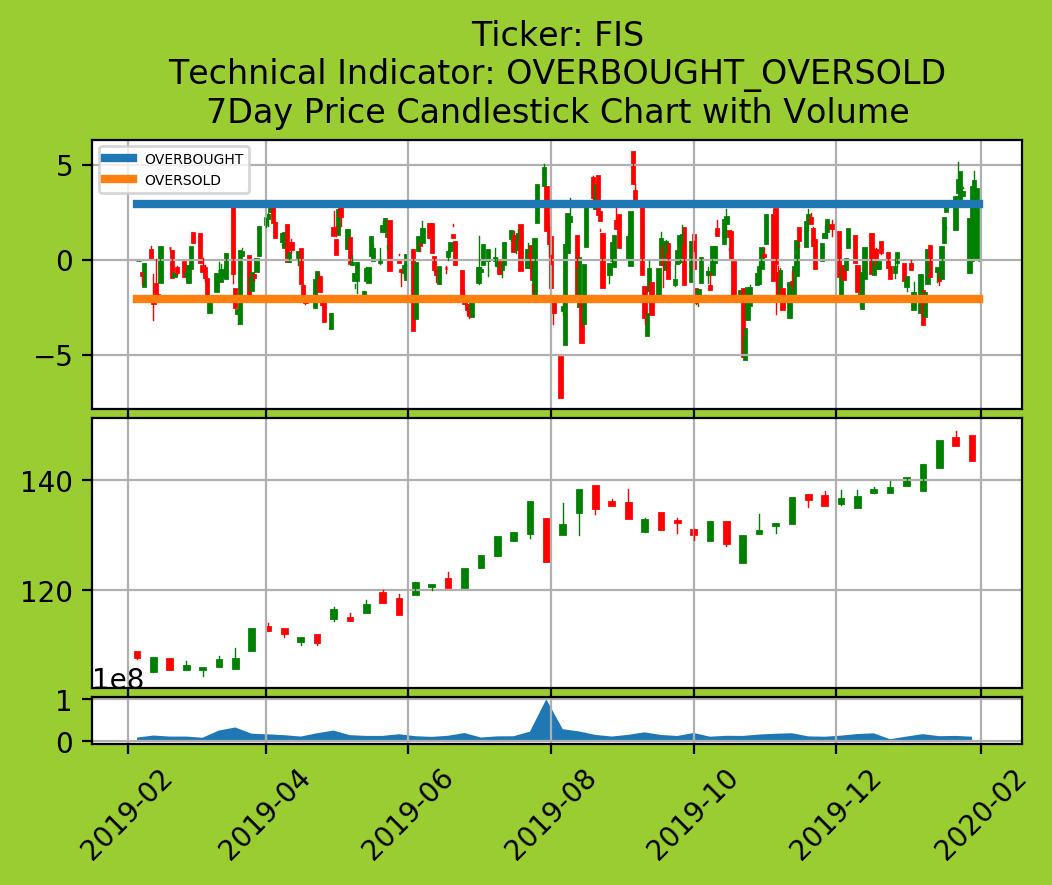 Ticker: FIS
Technical Indicator: OVERBOUGHT_OVERSOLD
7Day Price Candlestick Chart with Volume
OVERBOUGHT
OVERSOLD
5
0
−5
140
120
1e8
1
0
2019-02
2019-04
2019-06
2019-08
2019-10
2019-12
2020-02